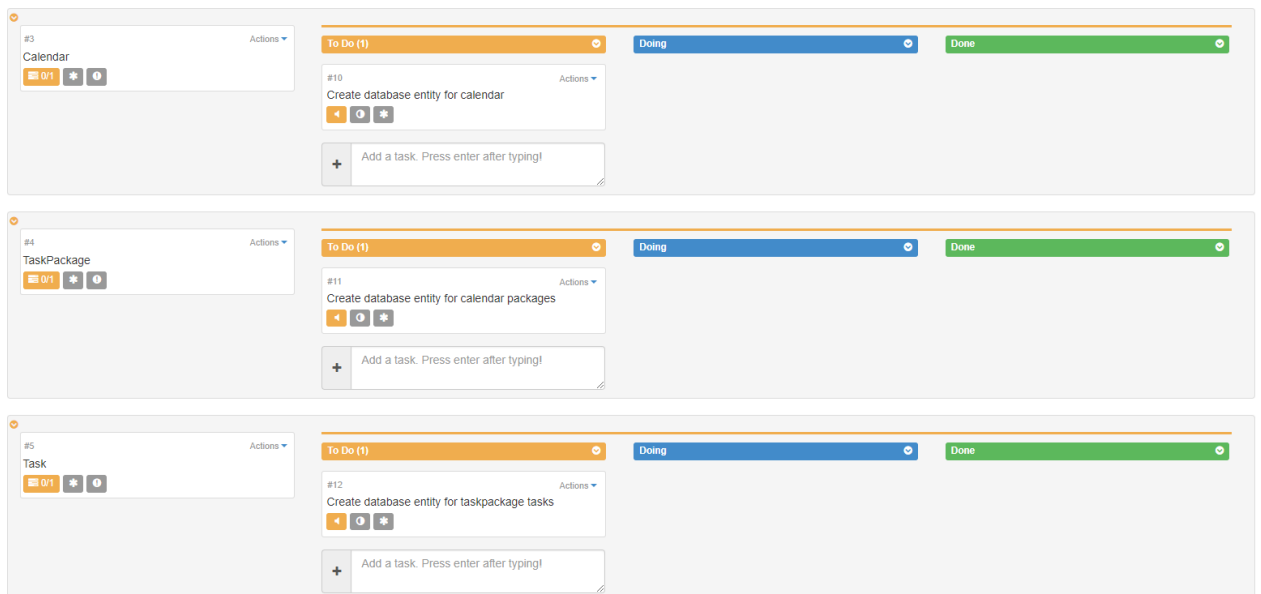 #3 Actions
Calendar
0/1
To Do (1) Doing Done
#10 Actions
Create database entity for calendar
Add a task. Press enter after typing!
#4 Actions
TaskPackage
0/1
To Do (1) Doing Done
#11 Actions
Create database entity for calendar packages
Add a task. Press enter after typing!
#5 Actions
Task
0/1
To Do (1) Doing Done
#12 Actions
Create database entity for taskpackage tasks
Add a task. Press enter after typing!